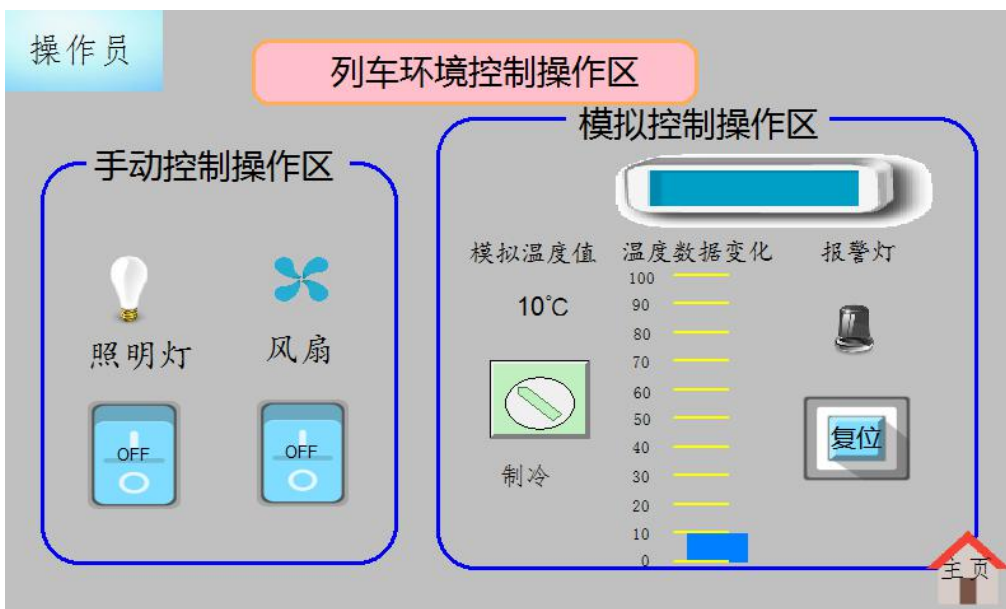 操作员
列车环境控制操作区
手动控制操作区
照明灯
风扇
OFF
OFF
模拟控制操作区
模拟温度值
温度数据变化
报警灯
10℃
制冷
100
90
80
70
60
50
40
30
20
10
0
复位
主页